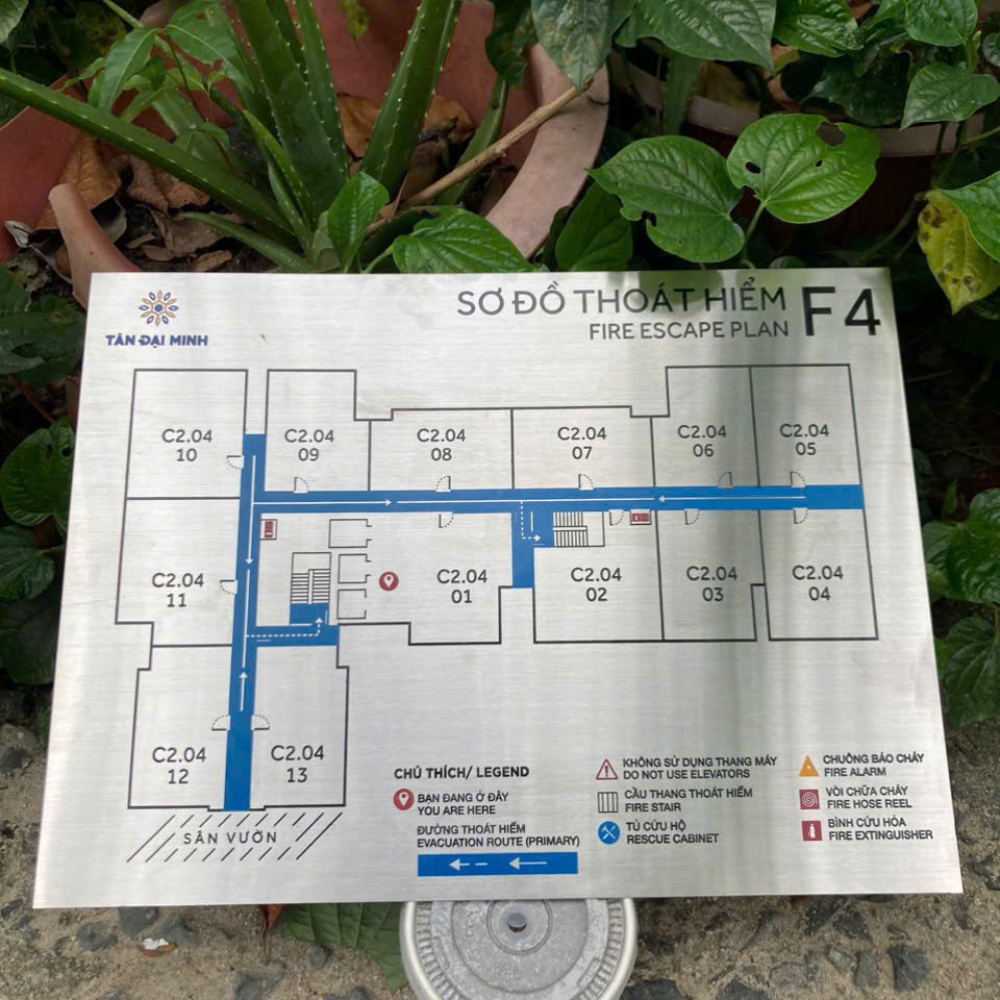 TÂN ĐẠI MINH
SƠ ĐỒ THOÁT HIỂM
FIRE ESCAPE PLAN
F4
C2.04
10
C2.04
09
C2.04
08
C2.04
07
C2.04
06
C2.04
05
C2.04
11
C2.04
01
C2.04
02
C2.04
03
C2.04
04
C2.04
12
C2.04
13
SÂN VƯỜN
CHÚ THÍCH/ LEGEND
BẠN ĐANG Ở ĐÂY
YOU ARE HERE
ĐƯỜNG THOÁT HIỂM
EVACUATION ROUTE (PRIMARY)
KHÔNG SỬ DỤNG THANG MÁY
DO NOT USE ELEVATORS
CẦU THANG THOÁT HIỂM
FIRE STAIR
TỦ CỨU HỘ
RESCUE CABINET
CHUÔNG BÁO CHÁY
FIRE ALARM
VÒI CHỮA CHÁY
FIRE HOSE REEL
BÌNH CỨU HỎA
FIRE EXTINGUISHER